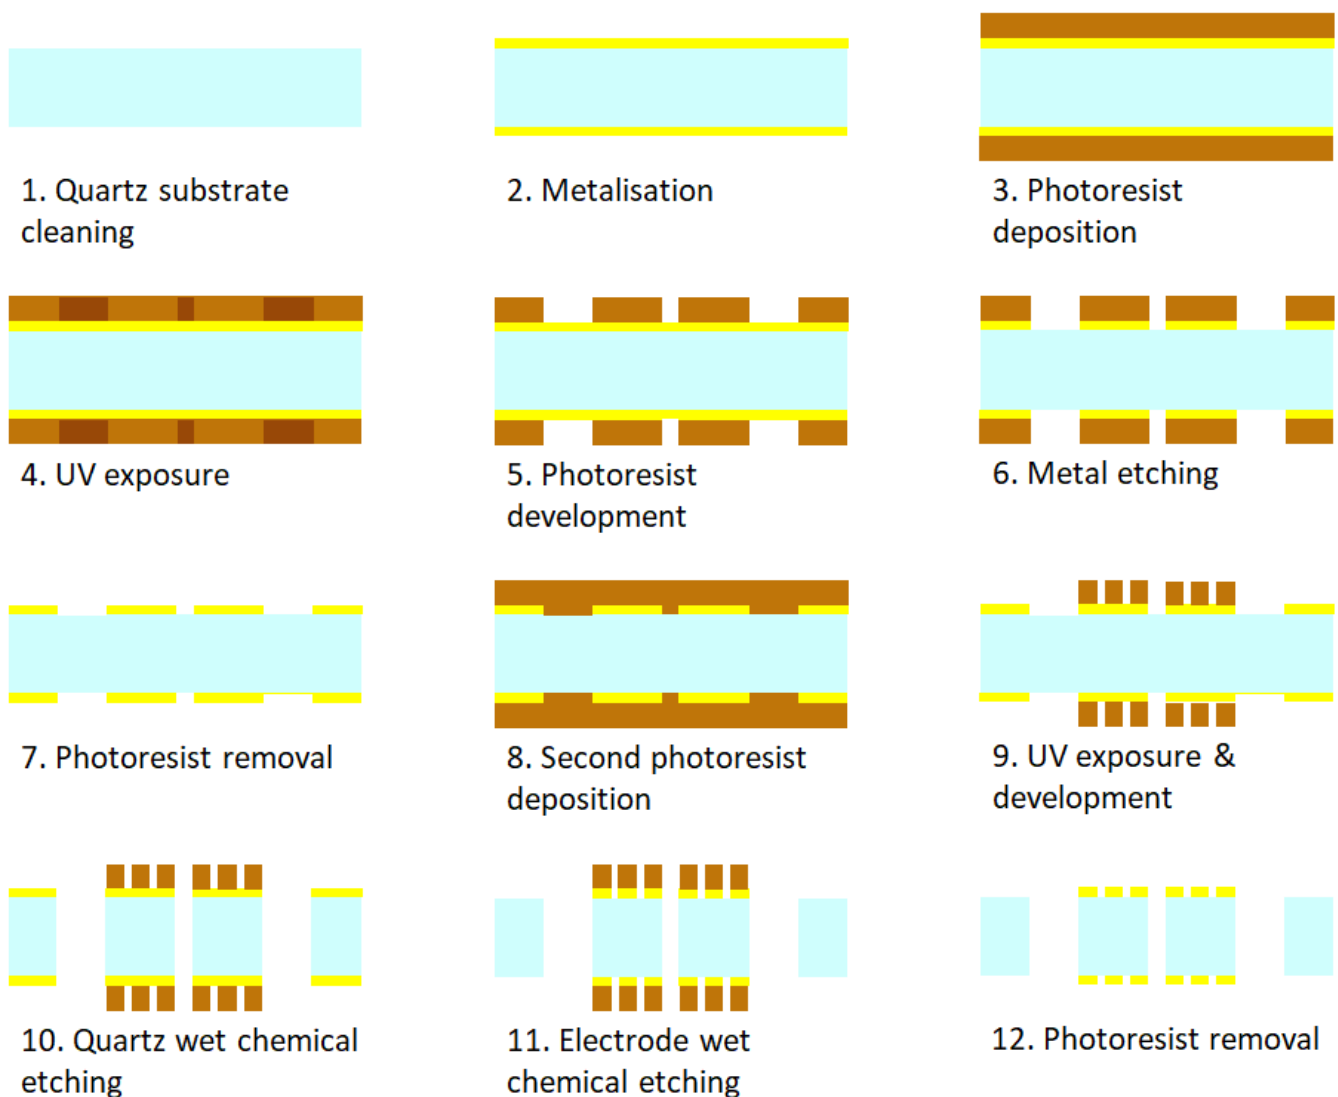 1. Quartz substrate
cleaning
2. Metalisation
3. Photoresist
deposition
4. UV exposure
5. Photoresist
development
6. Metal etching
7. Photoresist removal
8. Second photoresist
deposition
9. UV exposure &
development
10. Quartz wet chemical
etching
11. Electrode wet
chemical etching
12. Photoresist removal